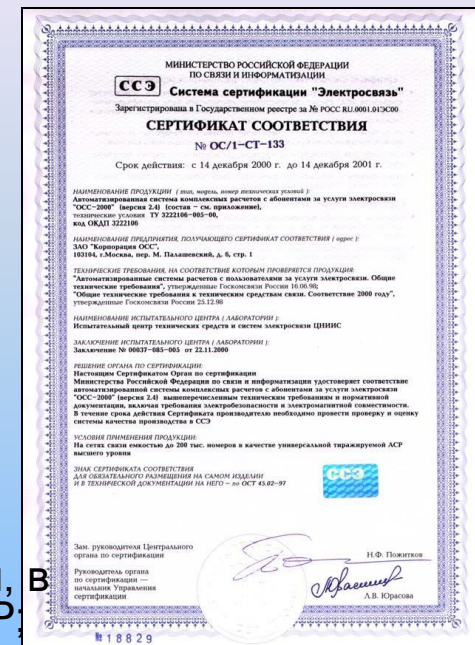 МИНИСТЕРСТВО РОССИЙСКОЙ ФЕДЕРАЦИИ
ПО СВЯЗИ И ИНФОРМАТИЗАЦИИ
ССЭ Система сертификации "Электросвязь"
Зарегистрирована в Государственном реестре за № РОСС RU.0001.01ЭС00
СЕРТИФИКАТ СООТВЕТСТВИЯ
№ ОС/1-СТ-133
Срок действия: с 14 декабря 2000 г. до 14 декабря 2001 г.
НАИМЕНОВАНИЕ ПРОДУКЦИИ ( тип, модель, номер технических условий ):
Автоматизированная система комплексных расчетов с абонентами за услуги электросвязи
"ОСС-2000" (версия 2.4) (состав - см. приложение),
технические условия ТУ 3222106-005-00,
код ОКДП 3222106
НАИМЕНОВАНИЕ ПРЕДПРИЯТИЯ, ПОЛУЧАЮЩЕГО СЕРТИФИКАТ СООТВЕТСТВИЯ ( адрес ):
ЗАО "Корпорация ОСС",
103104, г.Москва, пер. М. Палашевский, д. 6, стр. 1
ТЕХНИЧЕСКИЕ ТРЕБОВАНИЯ, НА СООТВЕТСТВИЕ КОТОРЫМ ПРОВЕРЯЕТСЯ ПРОДУКЦИЯ:
"Автоматизированные системы расчетов с пользователями за услуги электросвязи. Общие
технические требования", утвержденные Госкомсвязи России 16.06.98;
"Общие технические требования к техническим средствам связи. Соответствие 2000 году",
утвержденные Госкомсвязи России 25.12.98
НАИМЕНОВАНИЕ ИСПЫТАТЕЛЬНОГО ЦЕНТРА ( ЛАБОРАТОРИИ ):
Испытательный центр технических средств и систем электросвязи ЦНИИС
ЗАКЛЮЧЕНИЕ ИСПЫТАТЕЛЬНОГО ЦЕНТРА ( ЛАБОРАТОРИИ ):
Заключение № 00037-085-005 от 22.11.2000
РЕШЕНИЕ ОРГАНА ПО СЕРТИФИКАЦИИ:
Настоящим Сертификатом Орган по сертификации
Министерства Российской Федерации по связи и информатизации удостоверяет соответствие
автоматизированной системы комплексных расчетов с абонентами за услуги электросвязи
"ОСС-2000" (версия 2.4) вышеперечисленным техническим требованиям и нормативной
документации, включая требования электробезопасности и электромагнитной совместимости.
В течение срока действия Сертификата производителю необходимо провести проверку и оценку
системы качества производства в ССЭ
УСЛОВИЯ ПРИМЕНЕНИЯ ПРОДУКЦИИ:
На сетях связи емкостью до 200 тыс. номеров в качестве универсальной тиражируемой АСР
высшего уровня
ЗНАК СЕРТИФИКАТА СООТВЕТСТВИЯ
ДЛЯ ОБЯЗАТЕЛЬНОГО РАЗМЕЩЕНИЯ НА САМОМ ИЗДЕЛИИ
И В ТЕХНИЧЕСКОЙ ДОКУМЕНТАЦИИ НА НЕГО - по ОСТ 45.02-97
ССЭ
Зам. руководителя Центрального
органа по сертификации
Н.Ф. Пожитков
Руководитель органа
по сертификации —
начальник Управления
сертификации
Л.В. Юрасова
№ 18829
, в